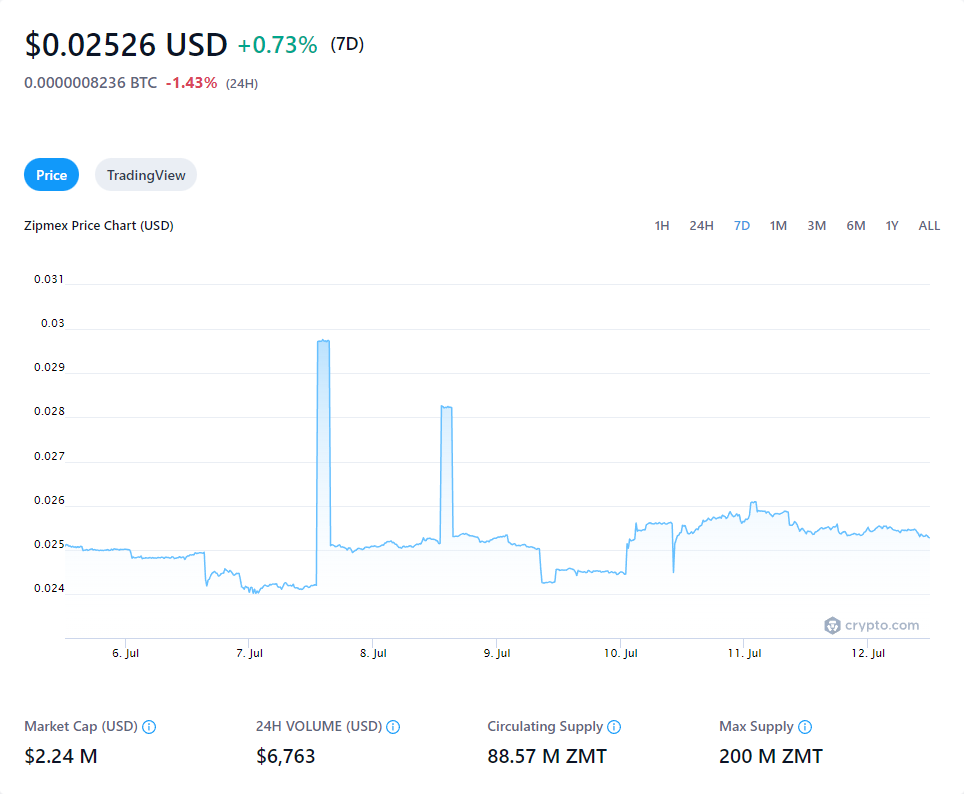 $0.02526 USD +0.73% (7D)
0.0000008236 BTC -1.43% (24H)
Price TradingView
Zipmex Price Chart (USD) 1H 24H 7D 1M 3M 6M 1Y ALL
0.031
0.03
0.029
0.028
0.027
0.026
0.025
0.024
crypto.com
6. Jul 7. Jul 8. Jul 9. Jul 10. Jul 11. Jul 12. Jul
Market Cap (USD) 24H VOLUME (USD) Circulating Supply Max Supply
$2.24 M $6,763 88.57 M ZMT 200 M ZMT